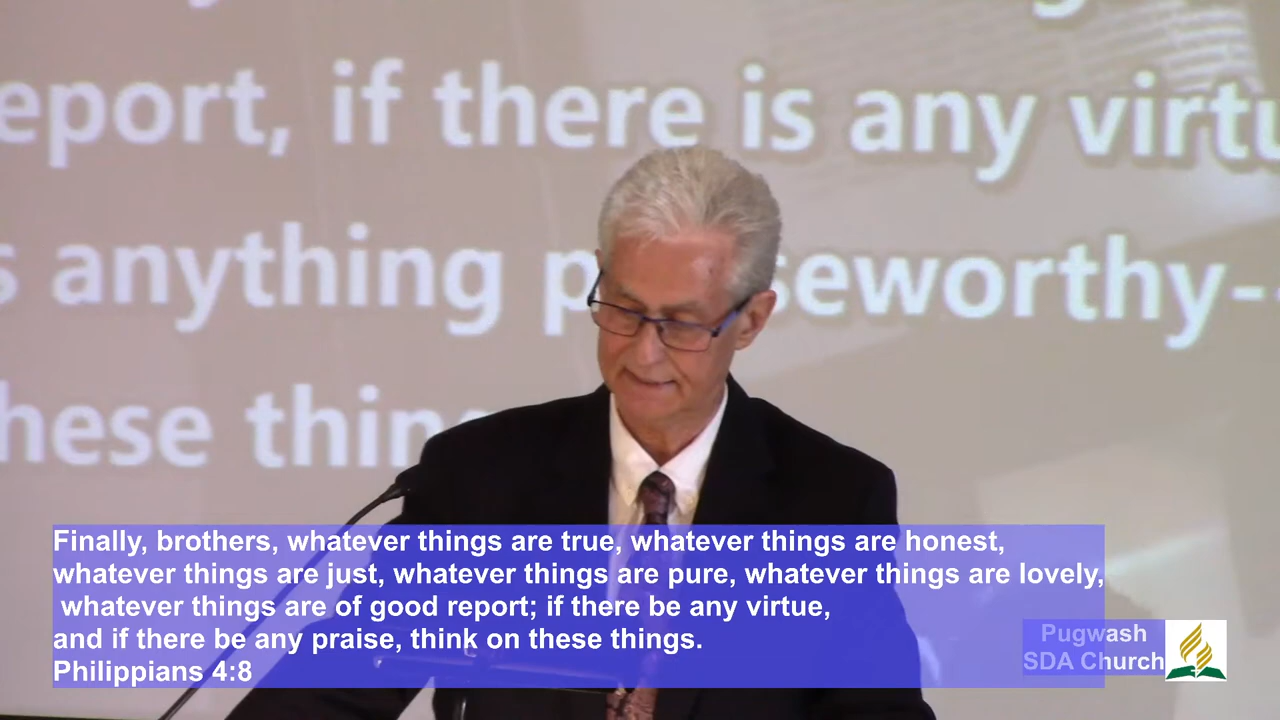 eport, if there is any virtu
s anything p seworthy-
hese thin
Finally, brothers, whatever things are true, whatever things are honest,
whatever things are just, whatever things are pure, whatever things are lovely,
whatever things are of good report; if there be any virtue,
and if there be any praise, think on these things.
Philippians 4:8
Pugwash
SDA Church